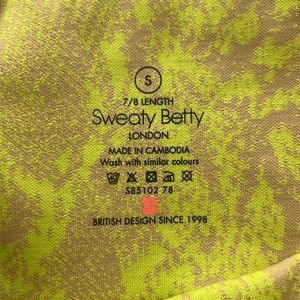 S
7/8 LENGTH
Sweaty Betty
LONDON
MADE IN CAMBODIA
Wash with similar colours
SB5102 78
BRITISH DESIGN SINCE 1998